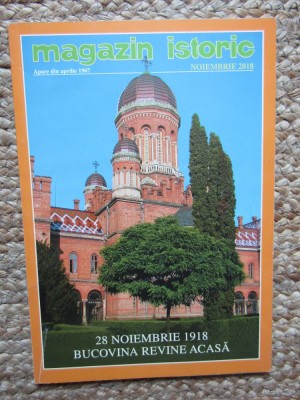 magazin istoric
Apare din aprilie 1967
NOIEMBRIE 2018
28 NOIEMBRIE 1918
BUCOVINA REVINE ACASĂ